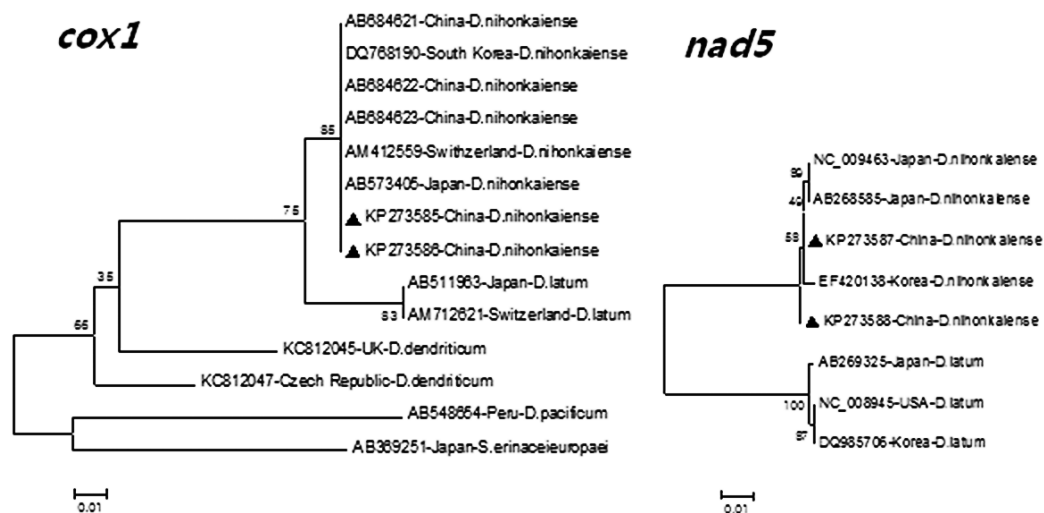 cox1
AB684621-China-D.nihonkaiense
DQ768190-South Korea-D.nihonkaiense
AB684622-China-D.nihonkaiense
AB684623-China-D.nihonkaiense
AM412559-Swithzerland-D.nihonkaiense
AB573405-Japan-D.nihonkaiense
KP273585-China-D.nihonkaiense
KP273586-China-D.nihonkaiense
AB511963-Japan-D.latum
AM712621-Switzerland-D.latum
KC812045-UK-D.dendriticum
KC812047-Czech Republic-D.dendriticum
AB548654-Peru-D.pacificum
AB369251-Japan-S.erinaceieuropaei
85
75
83
35
66
0.01
nad5
NC_009463-Japan-D.nihonkaiense
AB268585-Japan-D.nihonkaiense
KP273587-China-D.nihonkaiense
EF420138-Korea-D.nihonkaiense
KP273588-China-D.nihonkaiense
AB269325-Japan-D.latum
NC_008945-USA-D.latum
DQ985706-Korea-D.latum
49
58
100
0.01